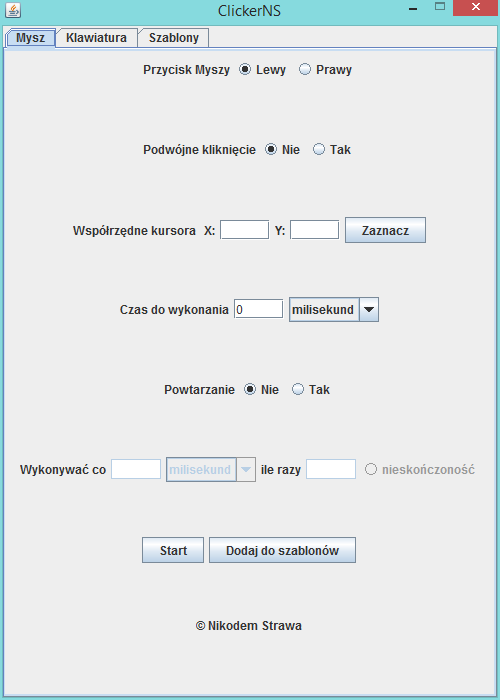 ClickerNS
Mysz Klawiatura Szablony
Przycisk Myszy Lewy Prawy
Podwójne kliknięcie Nie Tak
Współrzędne kursora X: Y: Zaznacz
Czas do wykonania 0 milisekund
Powtarzanie Nie Tak
Wykonywać co milisekund ile razy nieskończoność
Start Dodaj do szablonów
© Nikodem Strawa